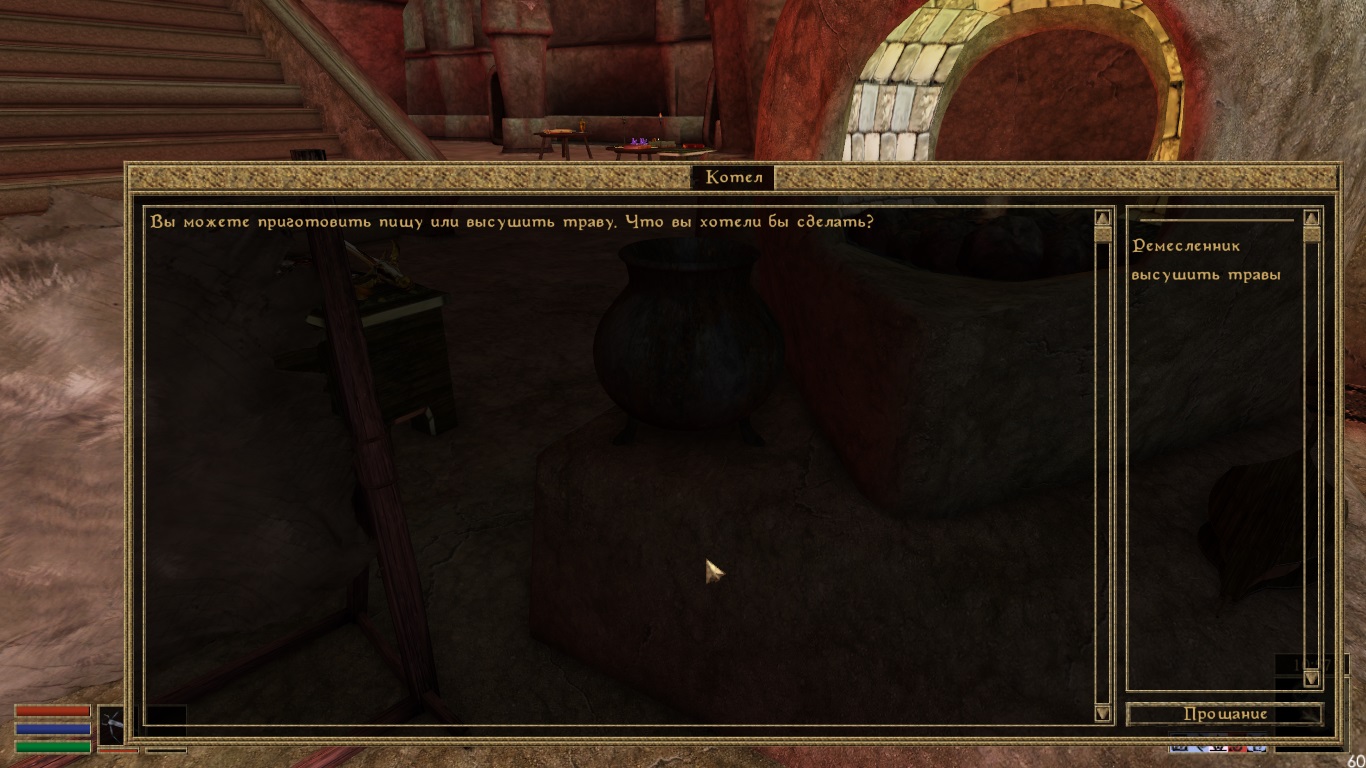 Котел
Вы можете приготовить пищу или высушить траву. Что вы хотели бы сделать?
Ремесленник
высушить травы
Прощание
60